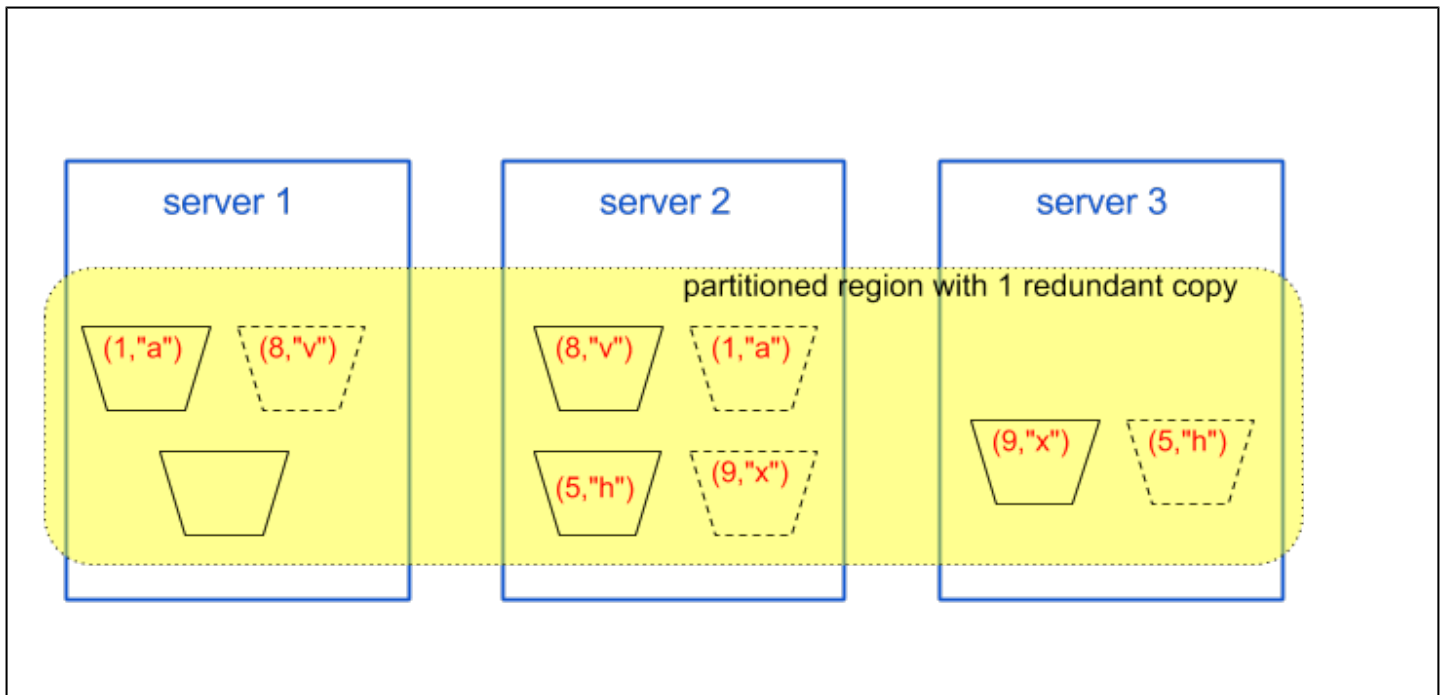 server 1
server 2
server 3
partitioned region with 1 redundant copy
(1,"a")
(8,"v")
(8,"v")
(1,"a")
(5,"h")
(9,"x")
(9,"x")
(5,"h")